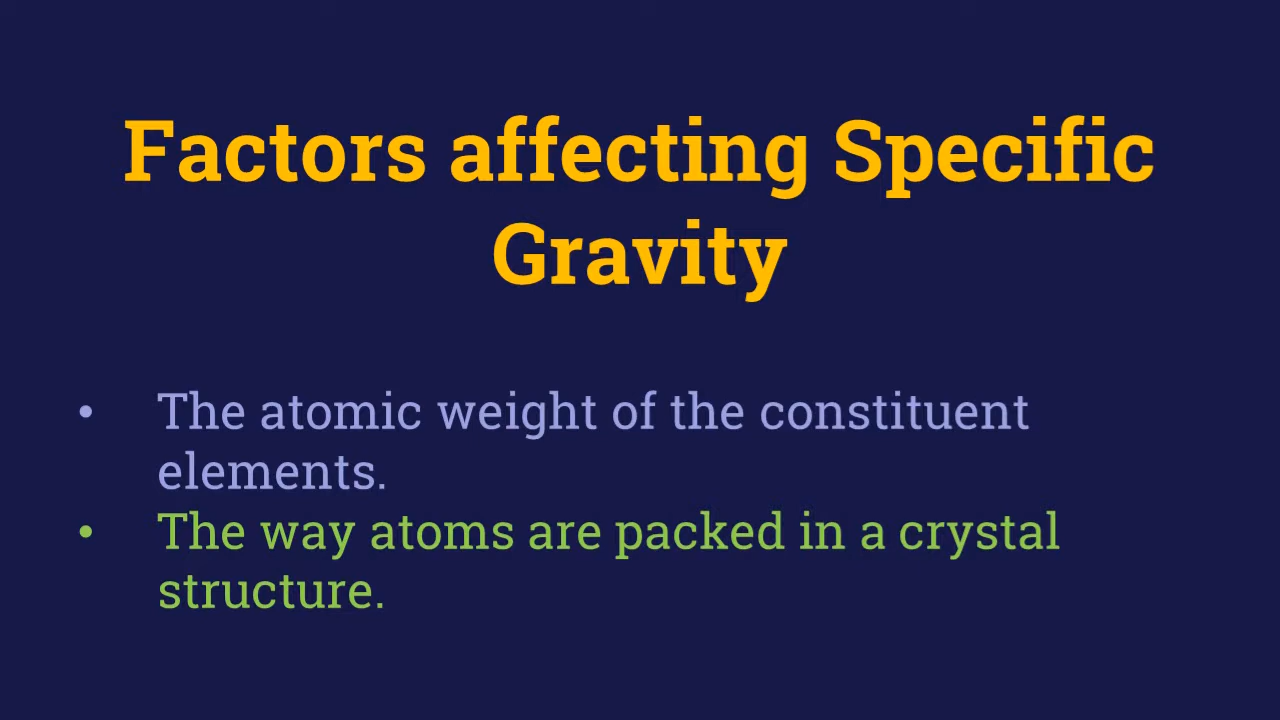 Factors affecting Specific
Gravity
• The atomic weight of the constituent
elements.
• The way atoms are packed in a crystal
structure.